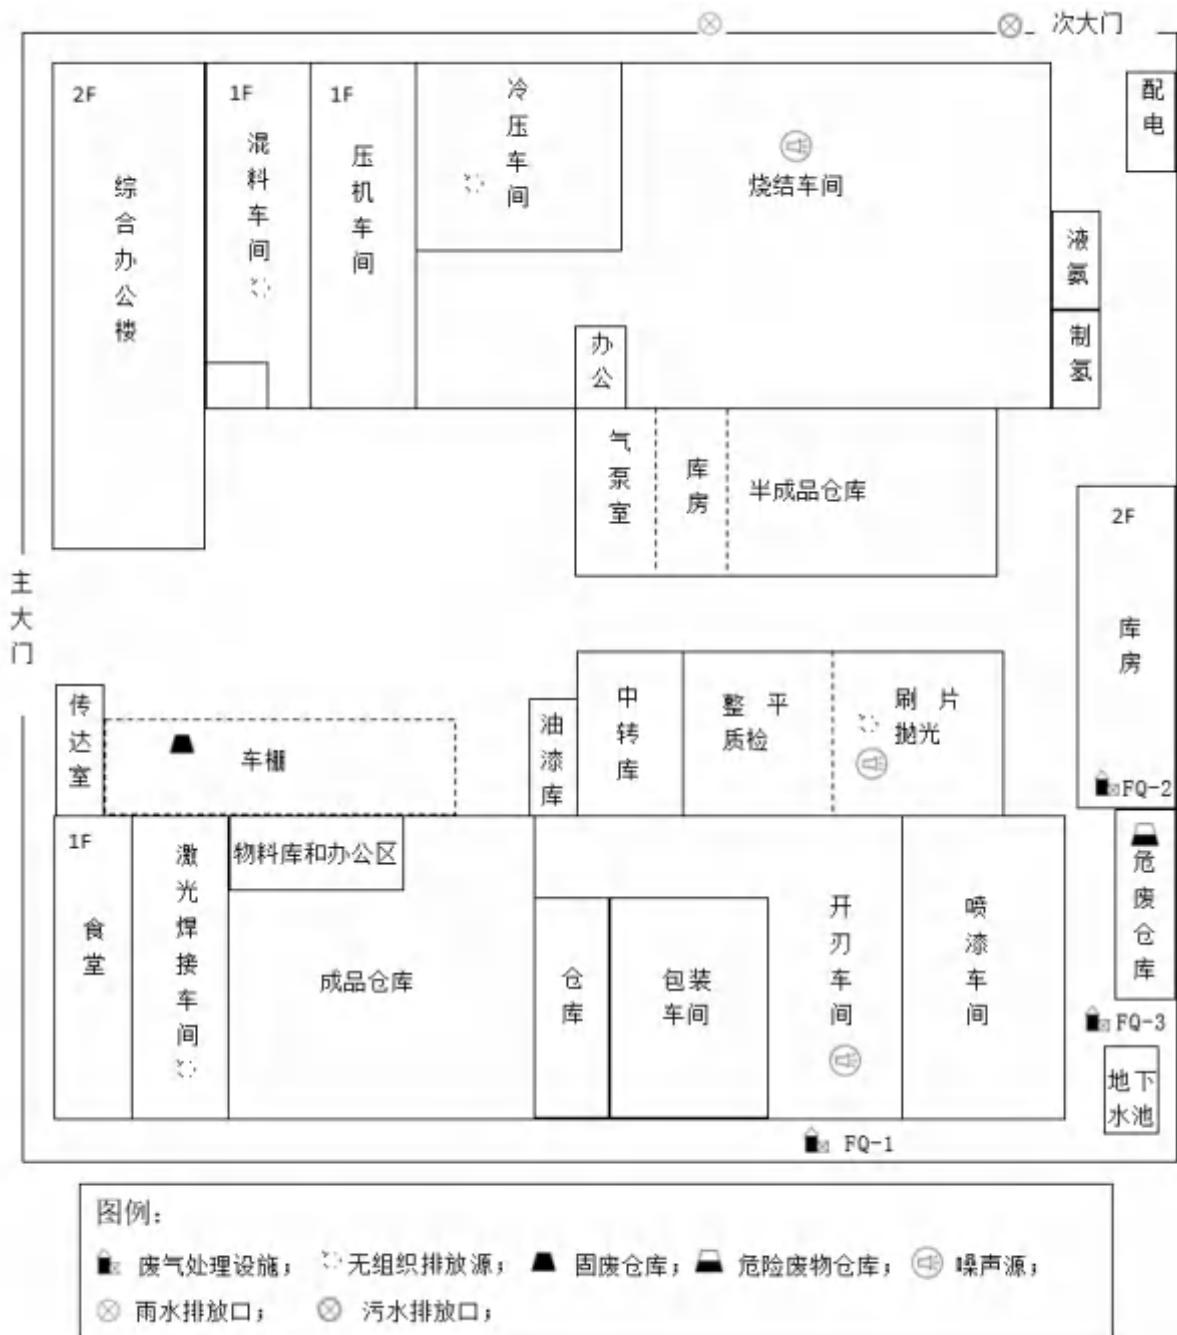 次大门
2F
综合办公楼
1F
混料车间
1F
压机车间
冷压车间
烧结车间
配电
液氨
制氢
办公
气泵室
库房
半成品仓库
主大门
2F
库房
传达室
车棚
油漆库
中转库
整 平
质检
刷 片
抛光
FQ-2
1F
食堂
激光焊接车间
物料库和办公区
成品仓库
仓库
包装
车间
开刃车间
喷漆车间
危废仓库
FQ-3
地下
水池
FQ-1
图例：
废气处理设施； 无组织排放源； 固废仓库； 危险废物仓库； 噪声源；
雨水排放口； 污水排放口；